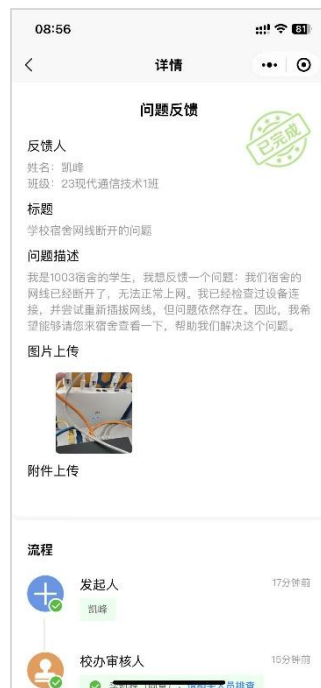 08:56
81
详情
问题反馈
已完成
反馈人
姓名：凯峰
班级：23现代通信技术1班
标题
学校宿舍网线断开的问题
问题描述
我是1003宿舍的学生，我想反馈一个问题：我们宿舍的
网线已经断开了，无法正常上网。我已经检查过设备连
接，并尝试重新插拔网线，但问题依然存在。因此，我希
望能够请您来宿舍查看一下，帮助我们解决这个问题。
图片上传
附件上传
流程
发起人
17分钟前
凯峰
校办审核人
15分钟前